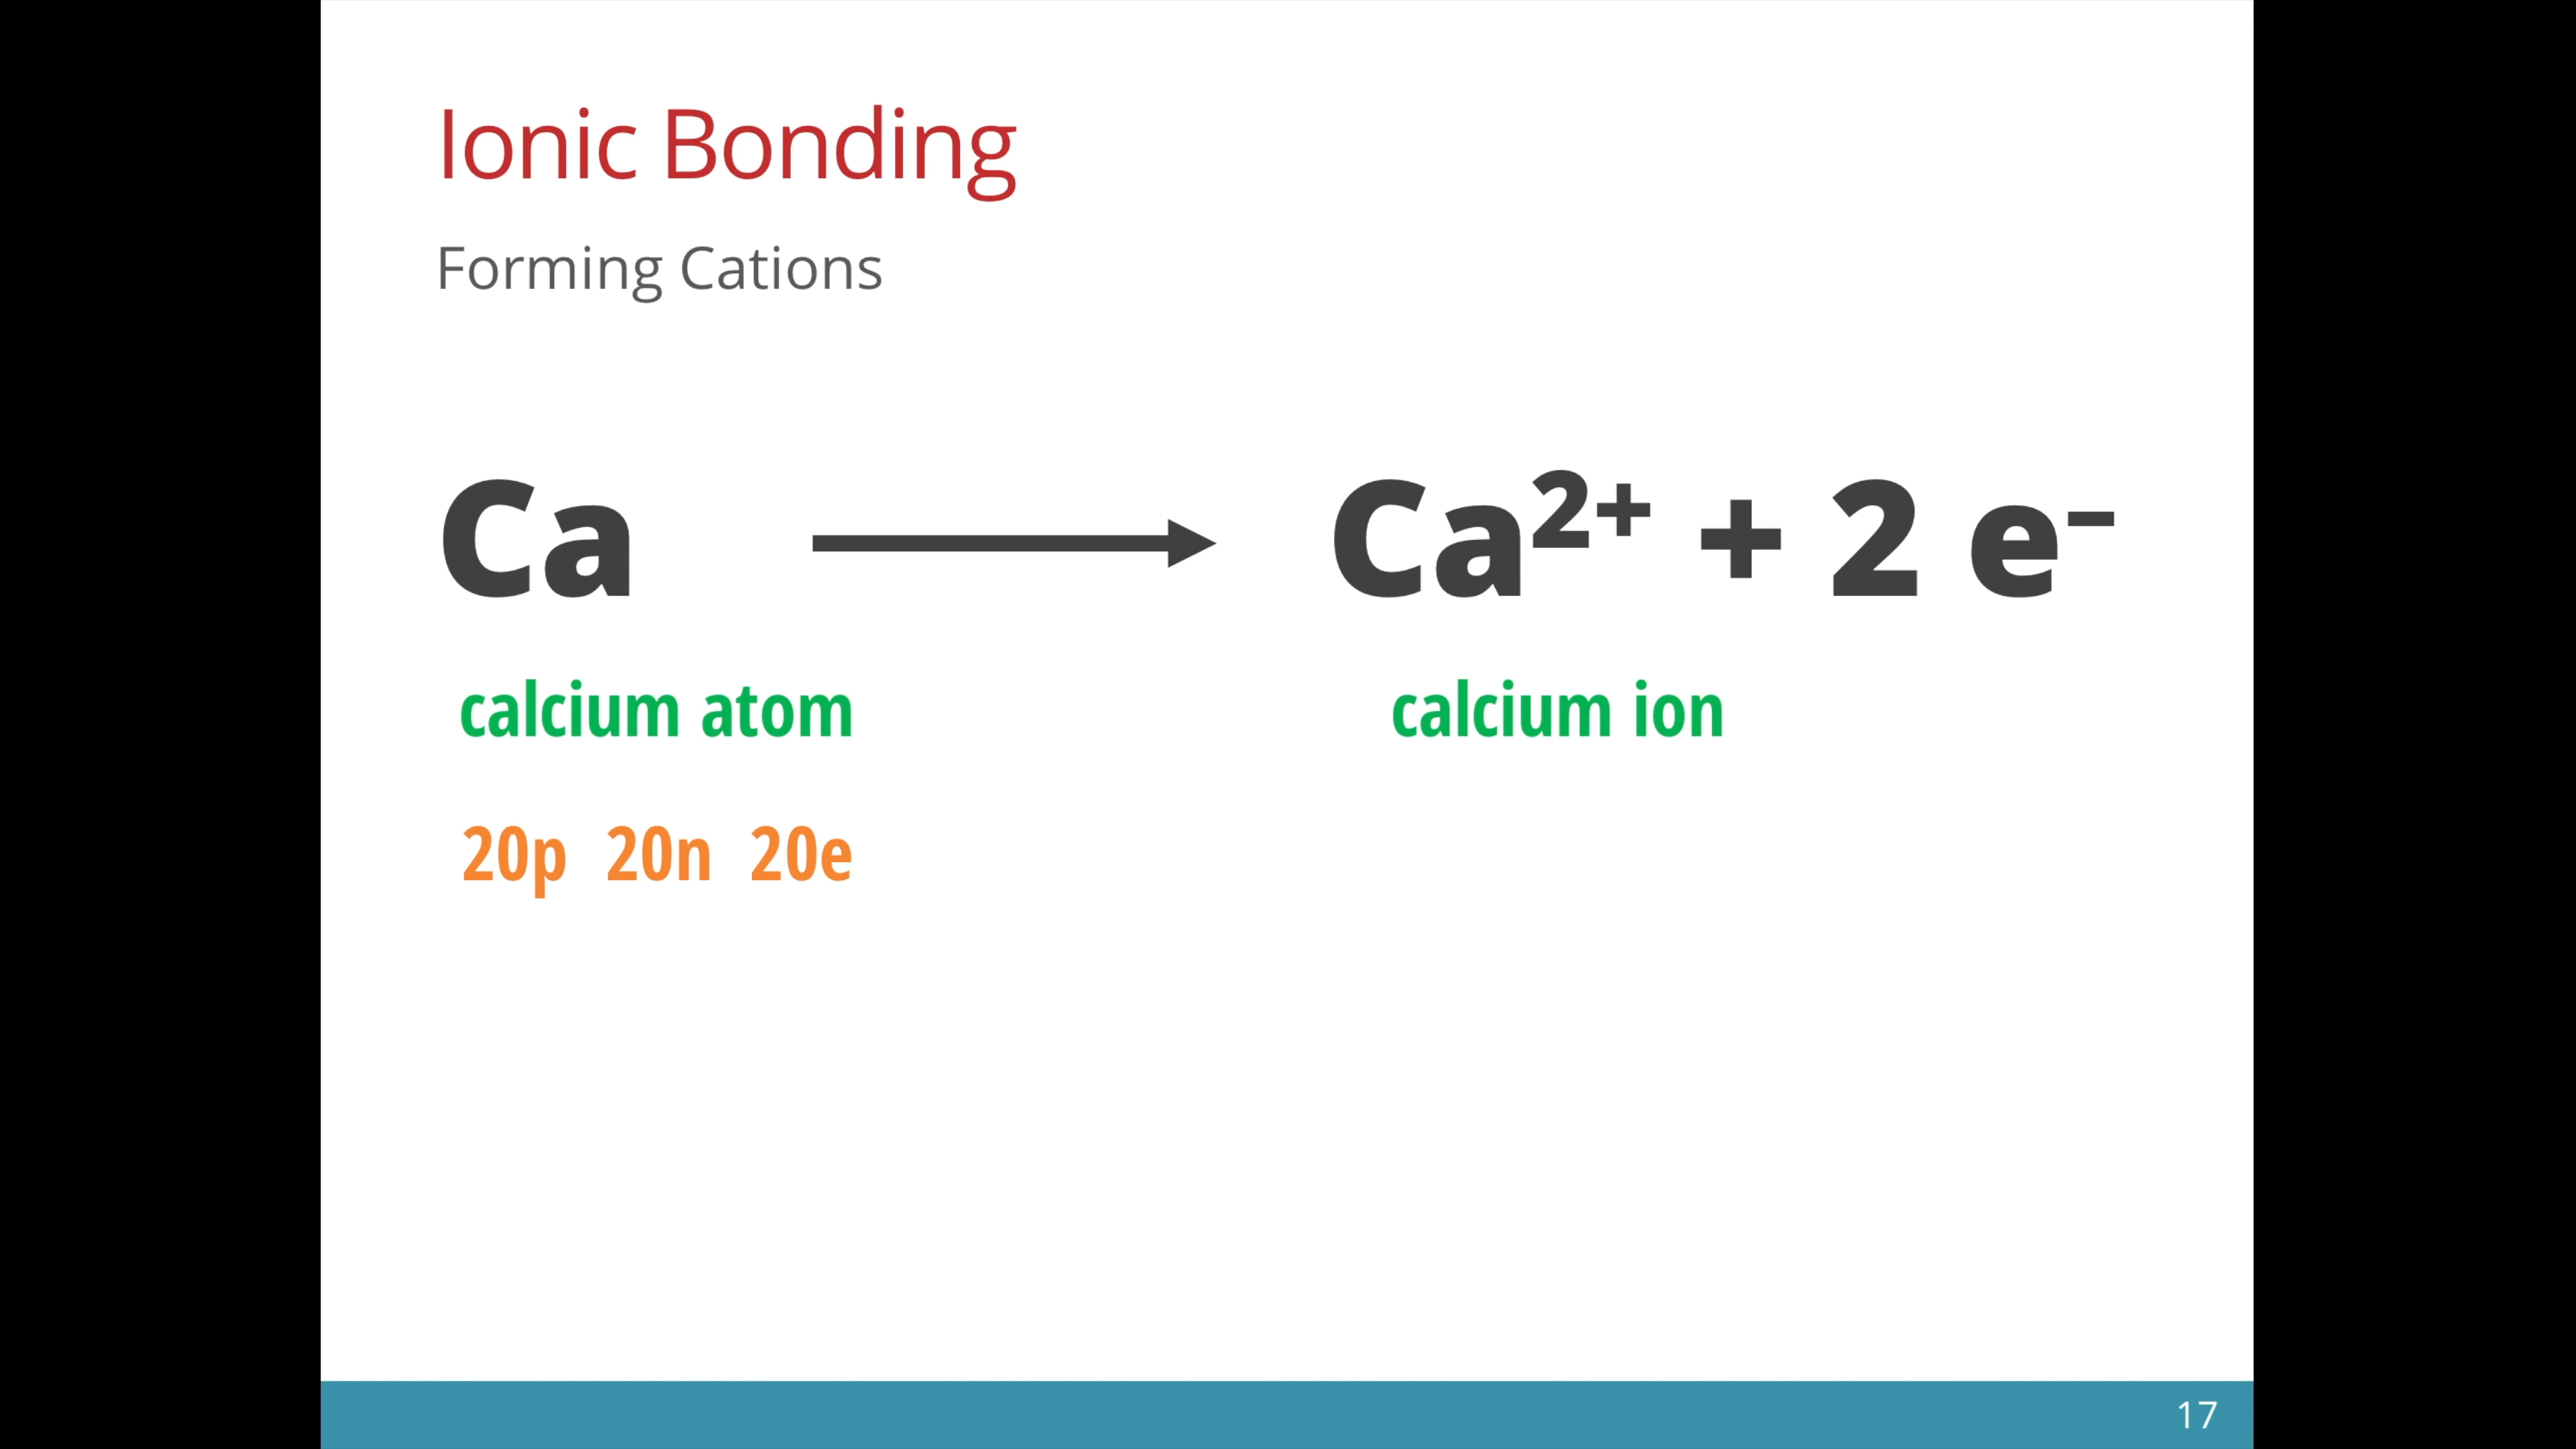 Ionic Bonding
Forming Cations
Ca → Ca²⁺ + 2 e⁻
calcium atom calcium ion
20p 20n 20e
17